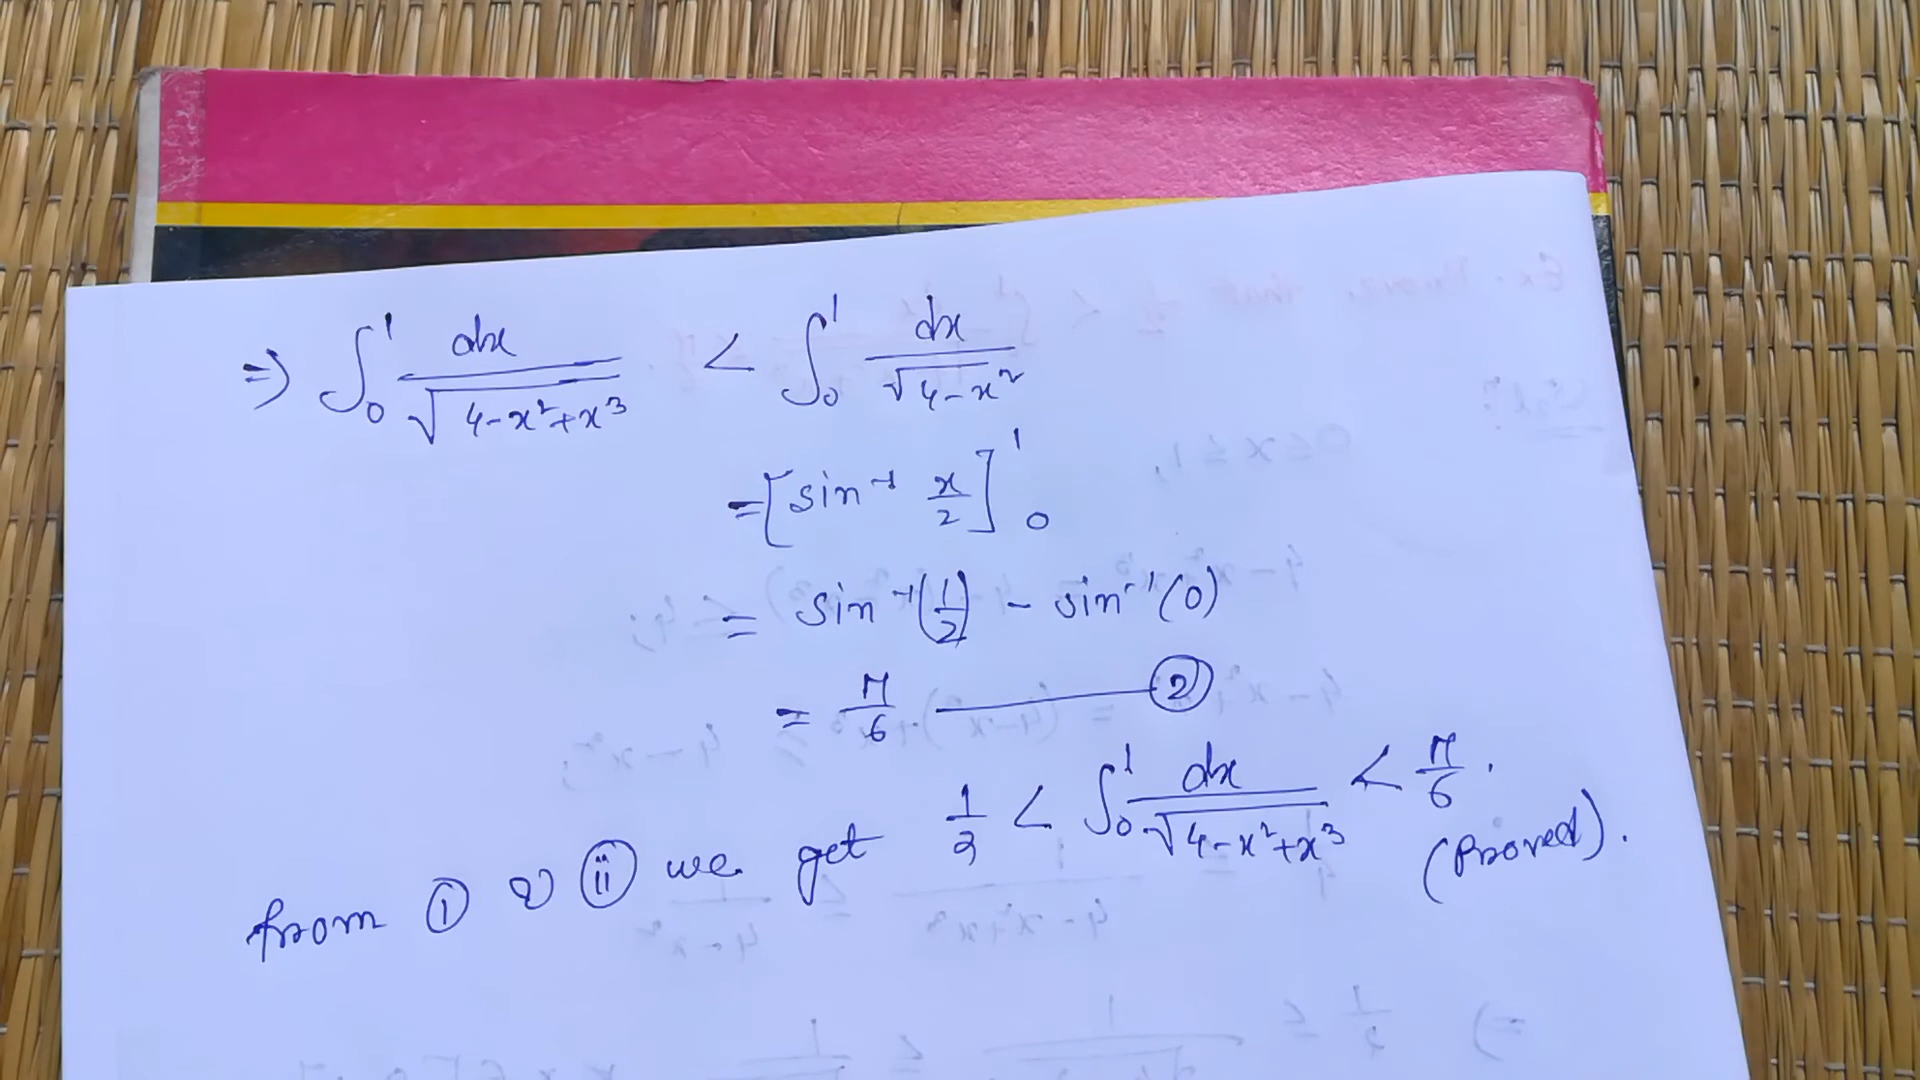 ⇒ ∫₀¹ dx/√(4-x²+x³) < ∫₀¹ dx/√(4-x²)
= [sin⁻¹ x/2]₀¹
= sin⁻¹(1/2) - sin⁻¹(0)
= π/6 —— ②
from ① & ⓘⓘ we get 1/2 < ∫₀¹ dx/√(4-x²+x³) < π/6.
(Proved).